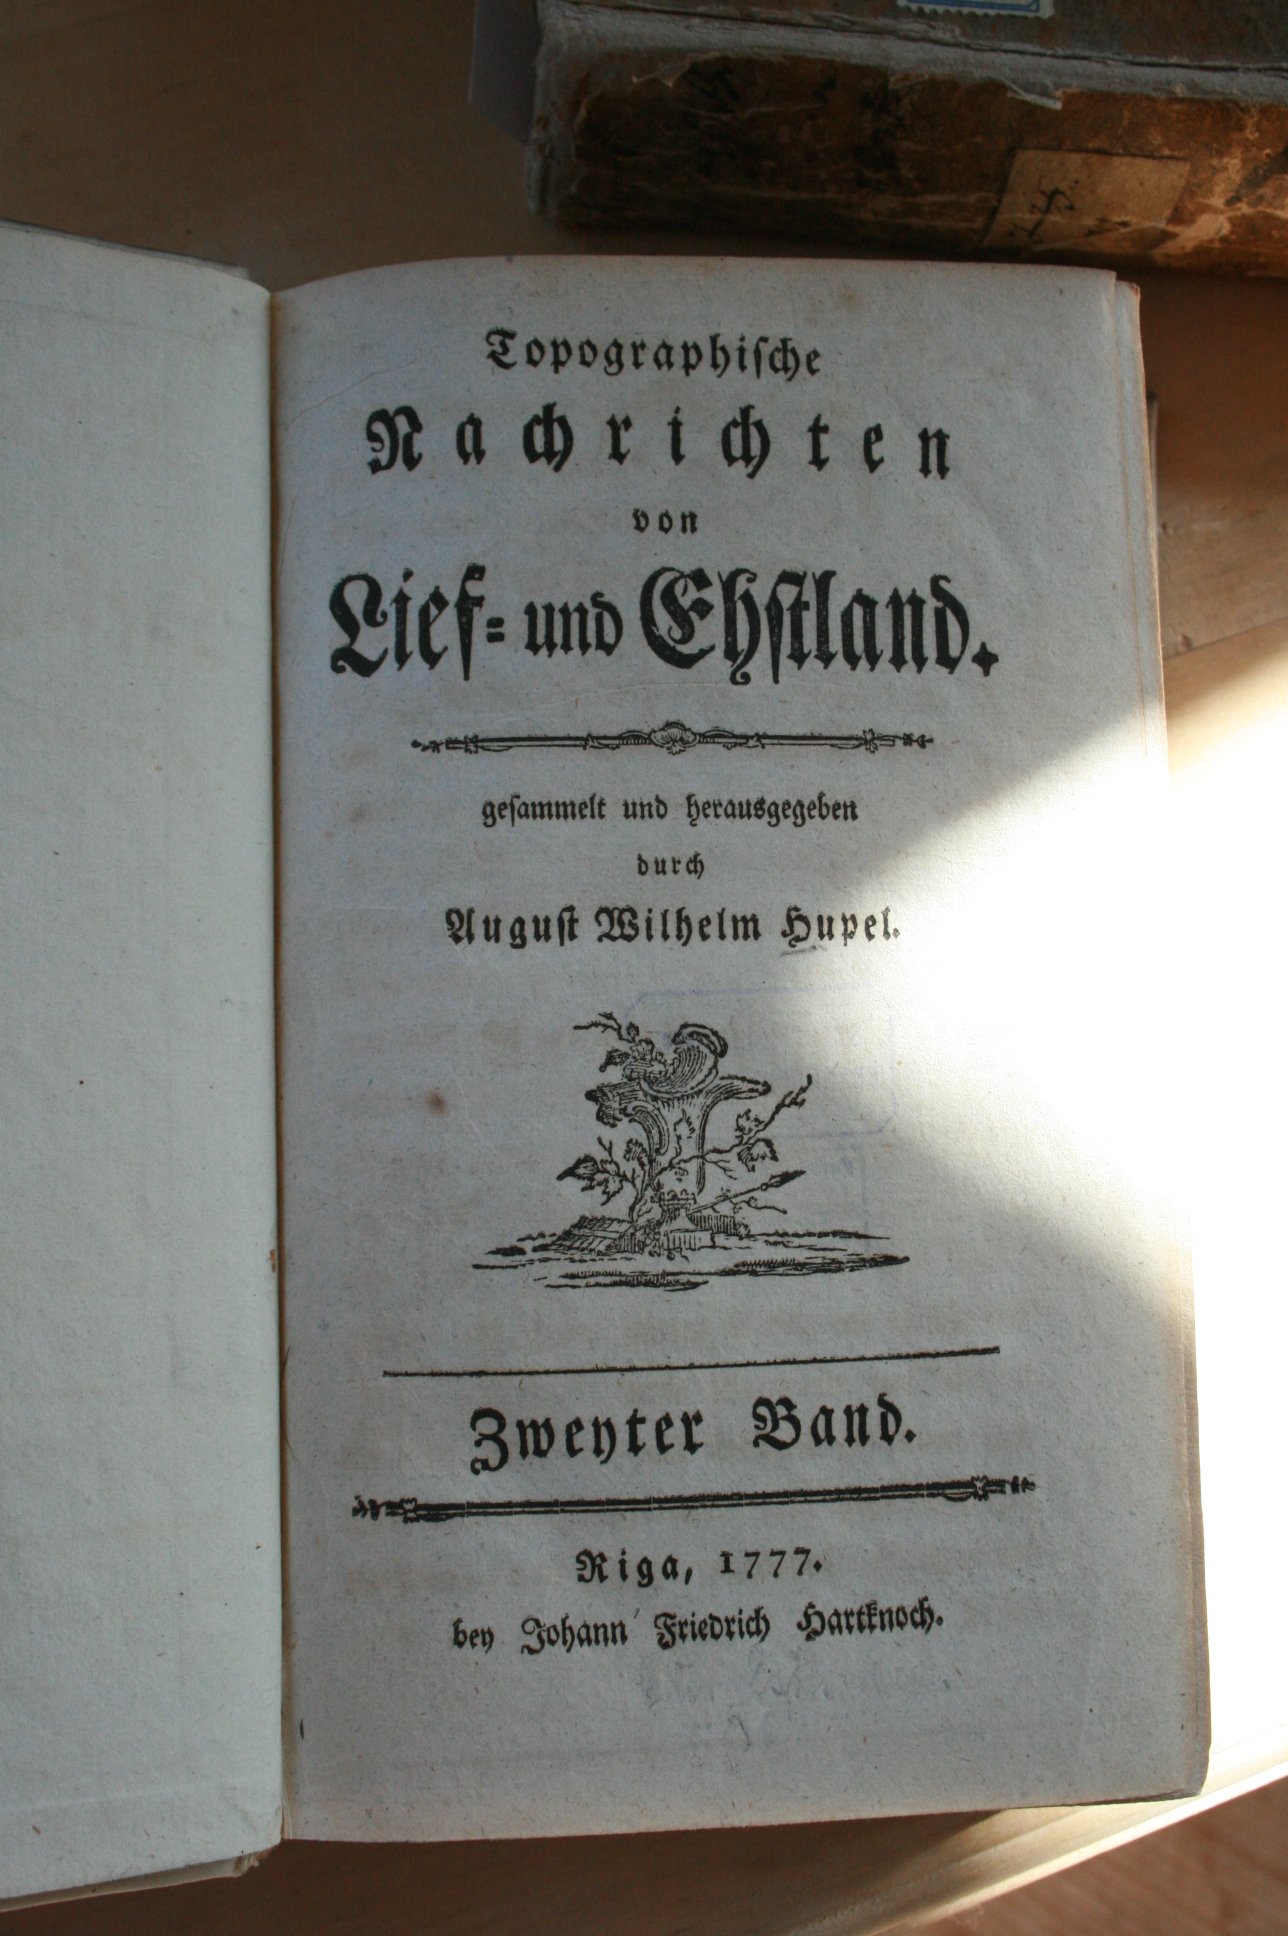 Topographiſche
Nachrichten
von
Lief- und Ehſtland.
geſammelt und herausgegeben
durch
Auguſt Wilhelm Hupel.
Zweyter Band.
Riga, 1777.
bey Johann Friedrich Hartknoch.